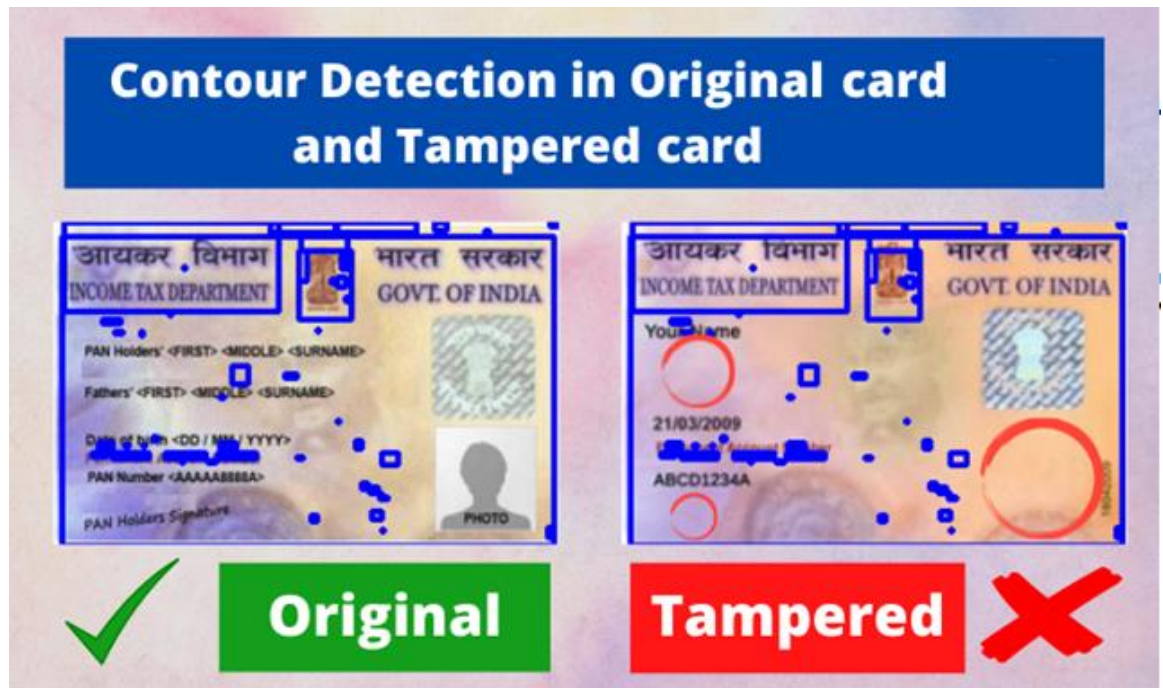 Contour Detection in Original card
and Tampered card
आयकर विभाग
INCOME TAX DEPARTMENT
भारत सरकार
GOVT. OF INDIA
PAN Holders' <FIRST> <MIDDLE> <SURNAME>
Fathers' <FIRST> <MIDDLE> <SURNAME>
Date of birth <DD / MM / YYYY>
PAN Number <AAAAA8888A>
PAN Holders Signature
PHOTO
आयकर विभाग
INCOME TAX DEPARTMENT
भारत सरकार
GOVT. OF INDIA
Your Name
21/03/2009
Account
ABCD1234A
Original
Tampered